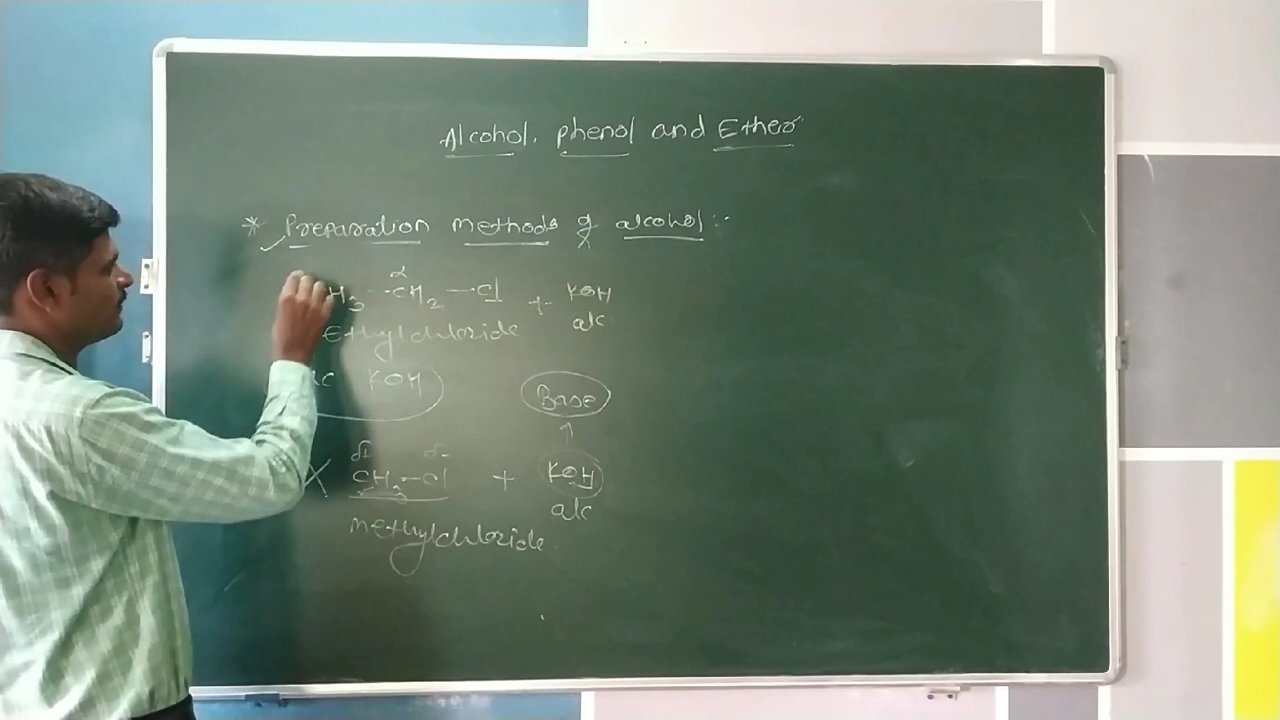 Alcohol, phenol and Ether
* Preparation methods of alcohol :-
α
H3 - CH2 - Cl + KOH
Ethylchloride alc
KOH Base
δ+ δ- ↑
X CH3-Cl + KOH
alc
methylchloride